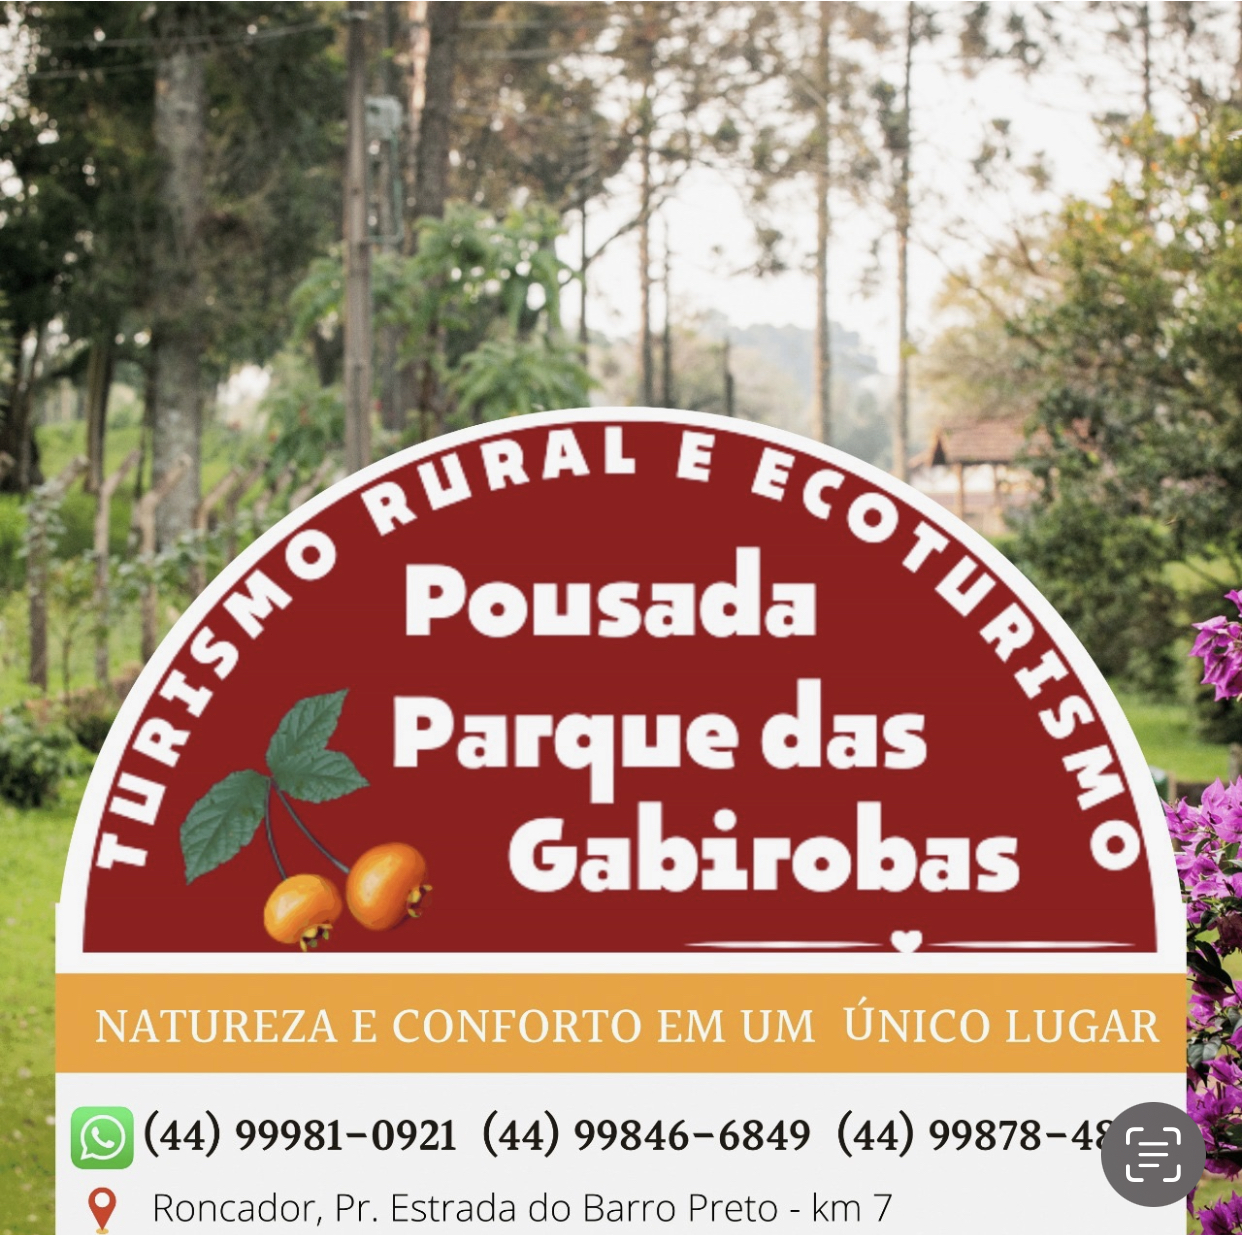 TURISMO RURAL E ECOTURISMO
Pousada
Parque das
Gabirobas
NATUREZA E CONFORTO EM UM ÚNICO LUGAR
(44) 99981-0921 (44) 99846-6849
Roncador, Pr. Estrada do Barro Preto - km 7